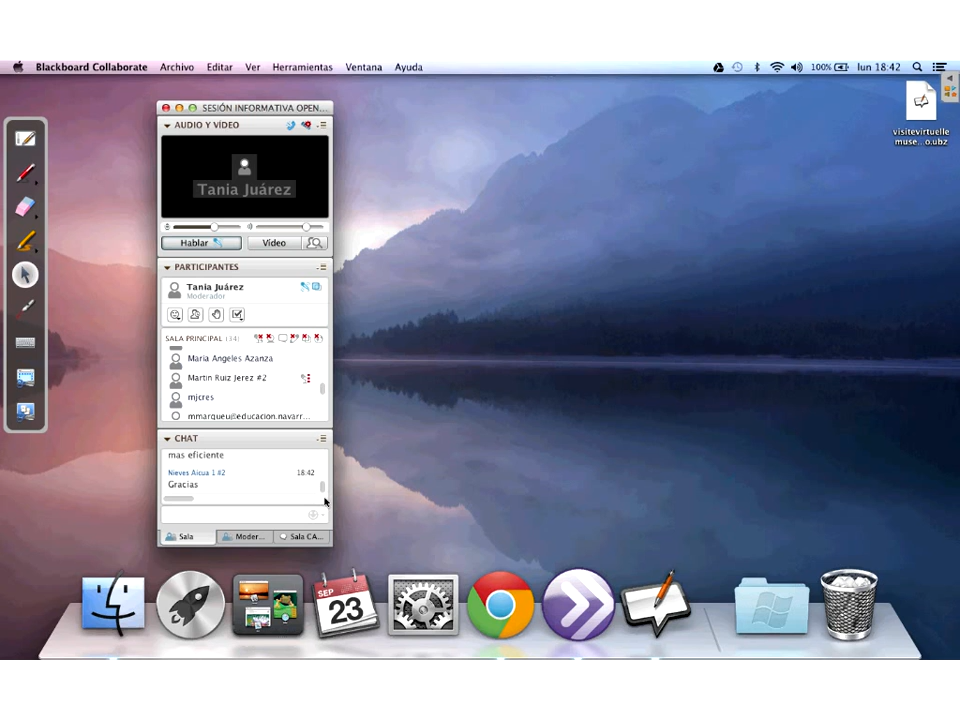 Blackboard Collaborate Archivo Editar Ver Herramientas Ventana Ayuda 100% lun 18:42
visitevirtuelle
muse...o.ubz
SESIÓN INFORMATIVA OPEN...
AUDIO Y VÍDEO
Tania Juárez
Hablar Vídeo
PARTICIPANTES
Tania Juárez
Moderador
SALA PRINCIPAL (34)
Maria Angeles Azanza
Martin Ruiz Jerez #2
mjcres
mmarqueu@educacion.navarr...
CHAT
mas eficiente
Nieves Aicua 1 #2 18:42
Gracias
Sala Moder... Sala CA...
SEP
23